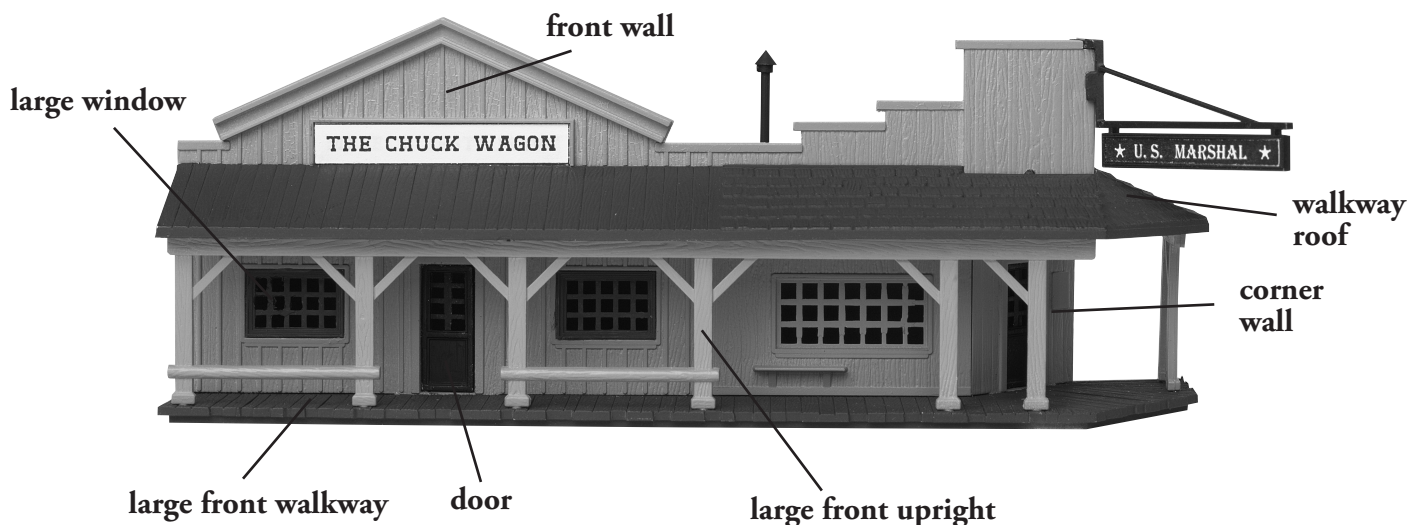 front wall
large window
THE CHUCK WAGON
★ U.S. MARSHAL ★
walkway
roof
corner
wall
large front walkway
door
large front upright